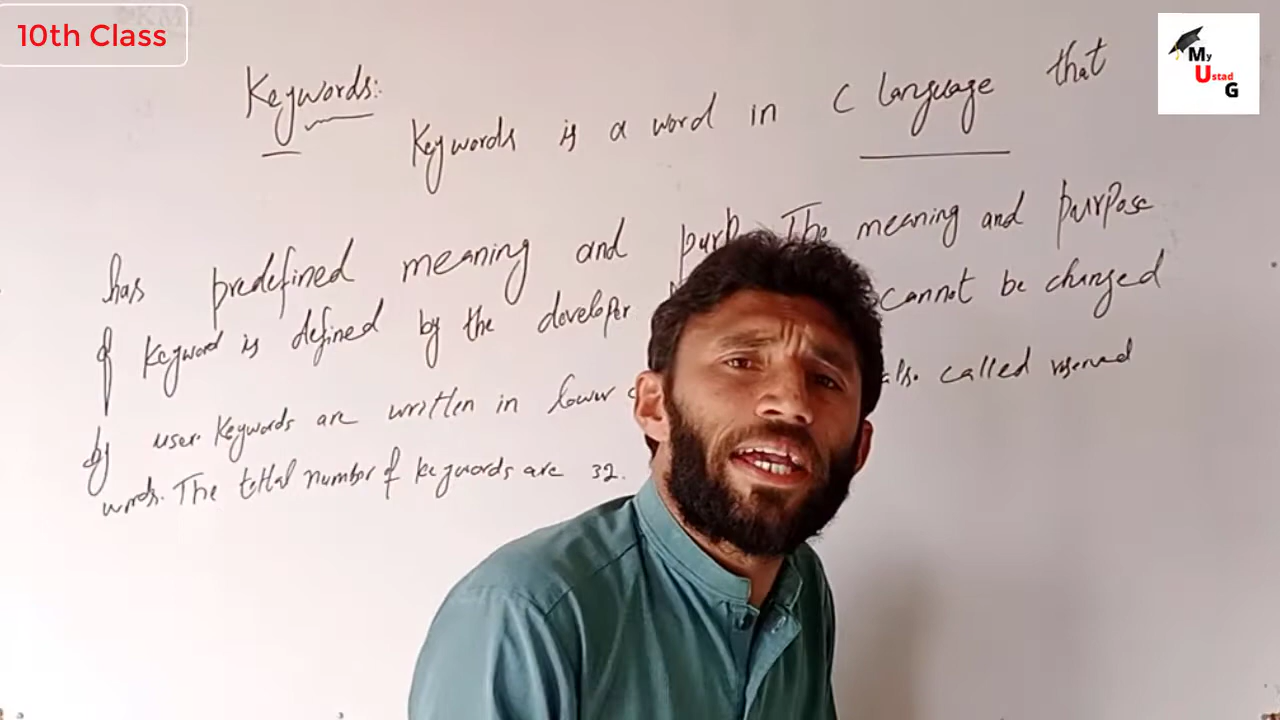 10th Class
My
Ustad
G
Keywords:
Keywords is a word in C language that
has predefined meaning and purp The meaning and purpose
of keyword is defined by the developer cannot be changed
by user. Keywords are written in lower also called reserved
words. The total number of keywords are 32.